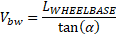 V_bw = L_WHEELBASE / tan(α)